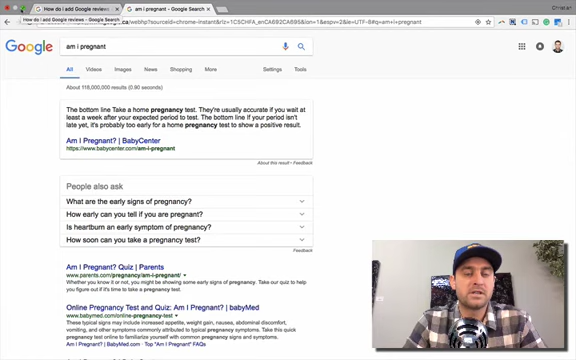 How do i add Google reviews
am i pregnant - Google Search
Christian
How do i add Google reviews - Google Search
Google
am i pregnant
All Videos Images News Shopping More Settings Tools
About 118,000,000 results (0.90 seconds)
The bottom line Take a home pregnancy test. They're usually accurate if you wait at
least a week after your expected period to test. The bottom line If your period isn't
late yet, it's probably too early for a home pregnancy test to show a positive result.
Am I Pregnant? | BabyCenter
https://www.babycenter.com/am-i-pregnant
About this result • Feedback
People also ask
What are the early signs of pregnancy?
How early can you tell if you are pregnant?
Is heartburn an early symptom of pregnancy?
How soon can you take a pregnancy test?
Feedback
Am I Pregnant? Quiz | Parents
www.parents.com/pregnancy/am-i-pregnant/
Whether you know it or not, you might be showing some early signs of pregnancy. Take our quiz to help
you figure out if it's time to take a test.
Online Pregnancy Test and Quiz: Am I Pregnant? | babyMed
www.babymed.com/online-pregnancy-test
These typical signs may include increased appetite, weight gain, nausea, abdominal discomfort,
vomiting, and other symptoms commonly attributed to typical pregnancy symptoms. Take this quick
pregnancy test online to familiarize yourself with common pregnancy signs and symptoms.
Am I Pregnant? | BabyMed.com - Top "Am I Pregnant" FAQs